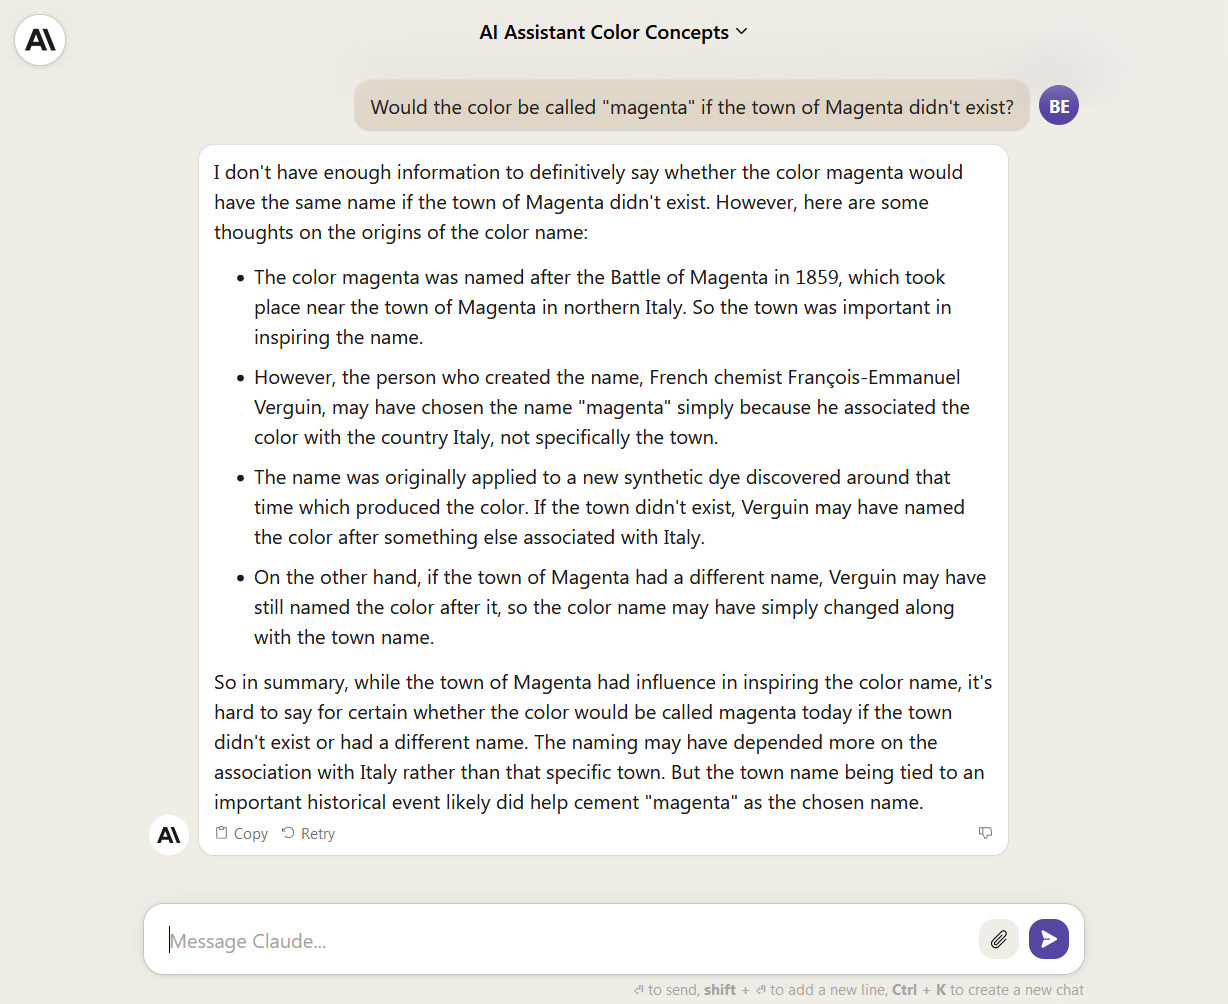 AI Assistant Color Concepts
Would the color be called "magenta" if the town of Magenta didn't exist?
BE
I don't have enough information to definitively say whether the color magenta would
have the same name if the town of Magenta didn't exist. However, here are some
thoughts on the origins of the color name:
• The color magenta was named after the Battle of Magenta in 1859, which took
place near the town of Magenta in northern Italy. So the town was important in
inspiring the name.
• However, the person who created the name, French chemist François-Emmanuel
Verguin, may have chosen the name "magenta" simply because he associated the
color with the country Italy, not specifically the town.
• The name was originally applied to a new synthetic dye discovered around that
time which produced the color. If the town didn't exist, Verguin may have named
the color after something else associated with Italy.
• On the other hand, if the town of Magenta had a different name, Verguin may have
still named the color after it, so the color name may have simply changed along
with the town name.
So in summary, while the town of Magenta had influence in inspiring the color name, it's
hard to say for certain whether the color would be called magenta today if the town
didn't exist or had a different name. The naming may have depended more on the
association with Italy rather than that specific town. But the town name being tied to an
important historical event likely did help cement "magenta" as the chosen name.
Copy Retry
Message Claude...
⏎ to send, shift + ⏎ to add a new line, Ctrl + K to create a new chat